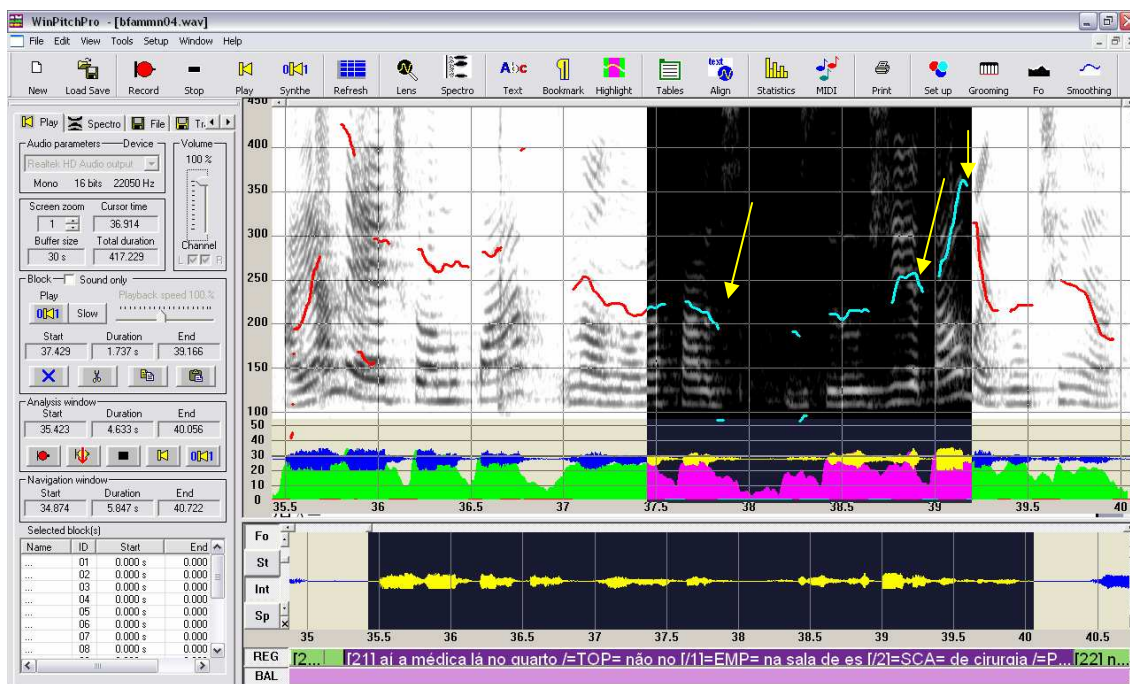 WinPitchPro - [bfammn04.wav]
File Edit View Tools Setup Window Help
New Load Save Record Stop Play Synthe Refresh Lens Spectro Text Bookmark Highlight Tables Align Statistics MIDI Print Set up Grooming Fo Smoothing
Play Spectro File
Audio parameters Device Volume
Realtek HD Audio output 100 %
Mono 16 bits 22050 Hz
Screen zoom Cursor time
1 36.914
Buffer size Total duration Channel
30 s 417.229 L R
Block Sound only
Play Playback speed 100 %
Slow
Start Duration End
37.429 1.737 s 39.166
Analysis window
Start Duration End
35.423 4.633 s 40.056
Navigation window
Start Duration End
34.874 5.847 s 40.722
Selected block(s)
Name ID Start End
... 01 0.000 s 0.000
... 02 0.000 s 0.000
... 03 0.000 s 0.000
... 04 0.000 s 0.000
... 05 0.000 s 0.000
... 06 0.000 s 0.000
... 07 0.000 s 0.000
... 08 0.000 s 0.000
450
400
350
300
250
200
150
100
50
40
30
20
10
0
35.5 36 36.5 37 37.5 38 38.5 39 39.5 40
Fo
St
Int
Sp
35 35.5 36 36.5 37 37.5 38 38.5 39 39.5 40 40.5
REG [2... [21] aí a médica lá no quarto /=TOP= não no [/1]=EMP= na sala de es [/2]=SCA= de cirurgia /=P... [22] n...
BAL